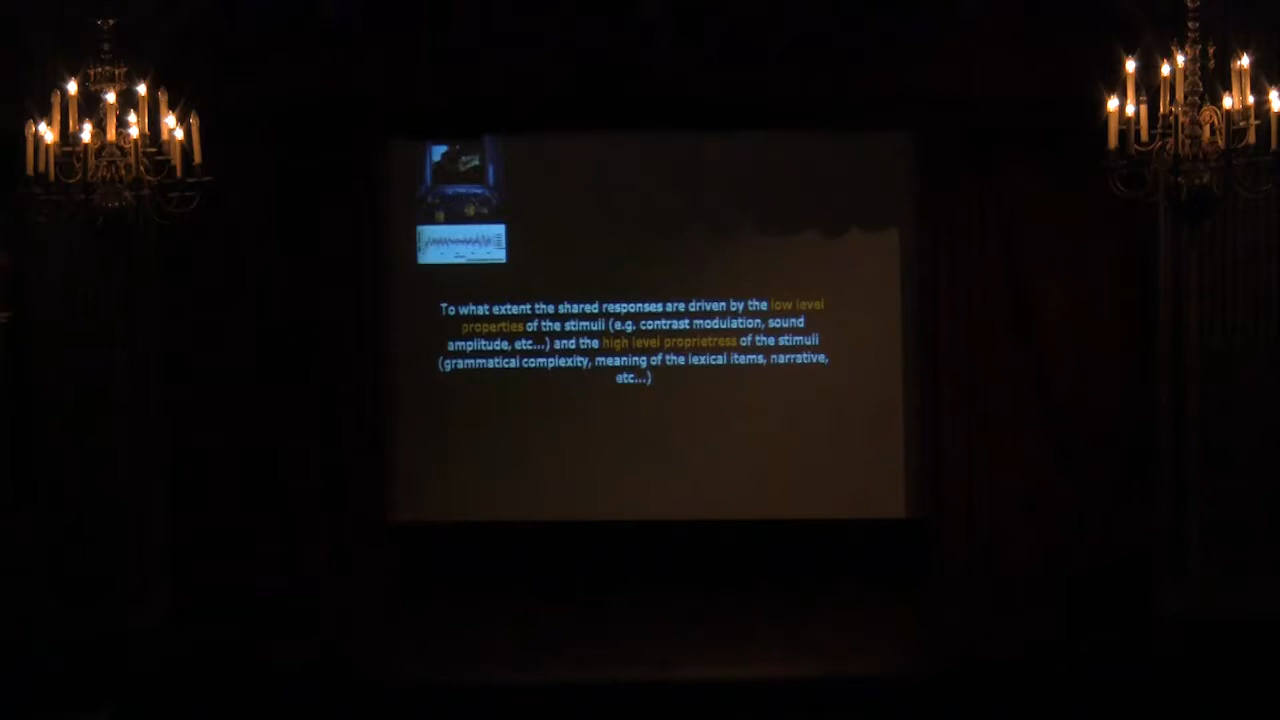 To what extent the shared responses are driven by the low level
properties of the stimuli (e.g. contrast modulation, sound
amplitude, etc...) and the high level proprietress of the stimuli
(grammatical complexity, meaning of the lexical items, narrative,
etc...)